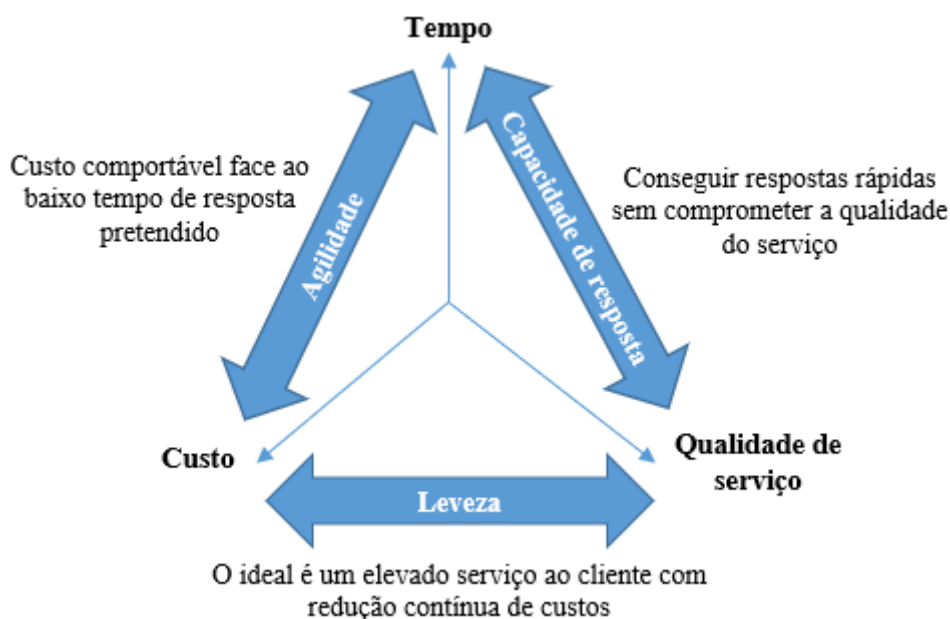 Tempo
Custo comportável face ao
baixo tempo de resposta
pretendido
Agilidade
Capacidade de resposta
Conseguir respostas rápidas
sem comprometer a qualidade
do serviço
Custo
Qualidade de
serviço
Leveza
O ideal é um elevado serviço ao cliente com
redução contínua de custos